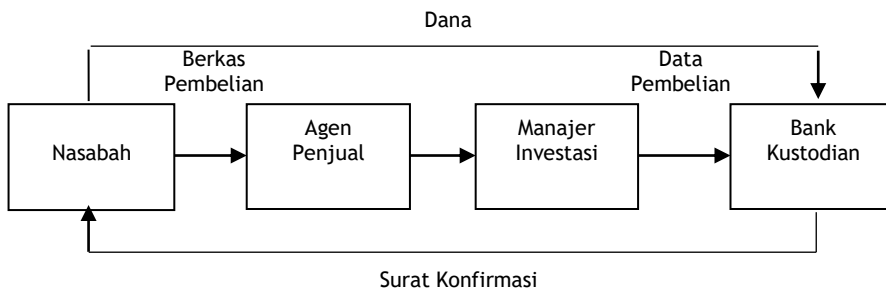 Dana
Berkas
Pembelian
Data
Pembelian
Nasabah
Agen
Penjual
Manajer
Investasi
Bank
Kustodian
Surat Konfirmasi